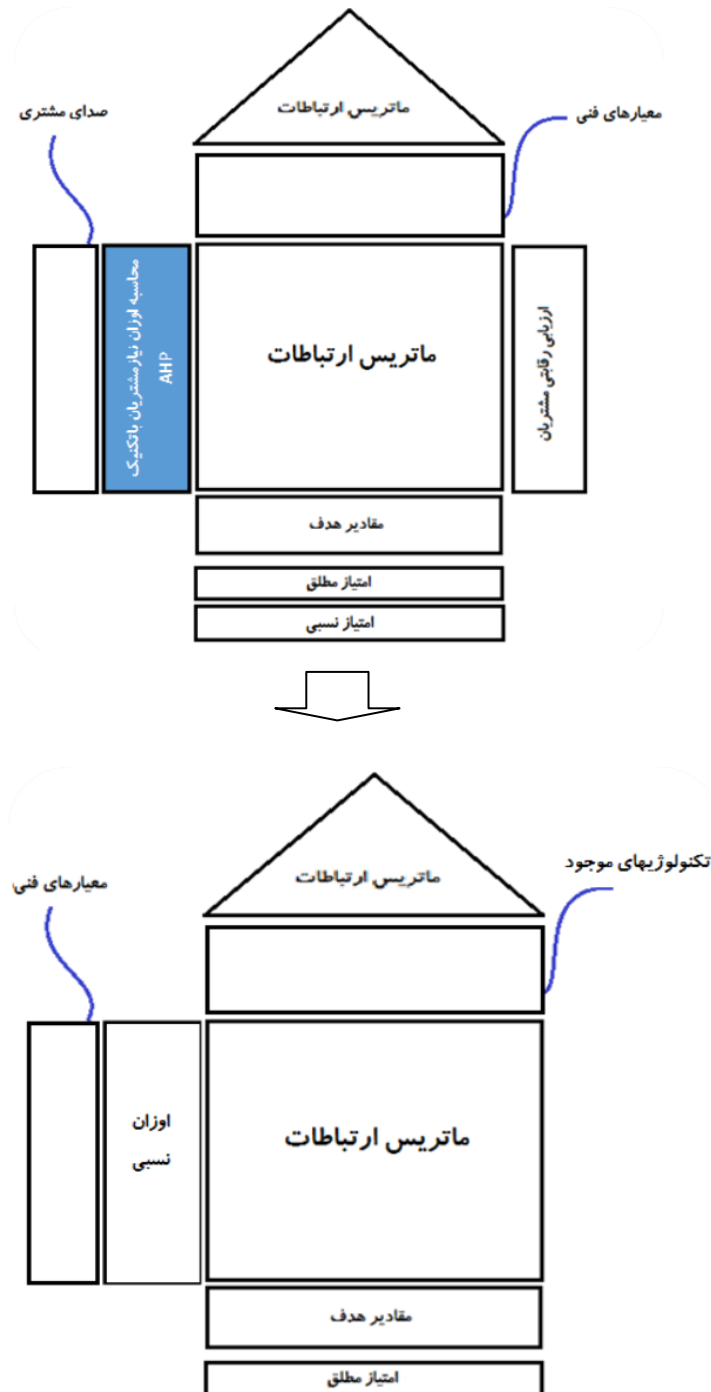 ماتریس ارتباطات
صدای مشتری
معیارهای فنی
محاسبه اوزان نیازمشتریان باتکنیک
AHP
ماتریس ارتباطات
ارزیابی رقابتی مشتریان
مقادیر هدف
امتیاز مطلق
امتیاز نسبی
تکنولوژیهای موجود
ماتریس ارتباطات
معیارهای فنی
اوزان
نسبی
ماتریس ارتباطات
مقادیر هدف
امتیاز مطلق